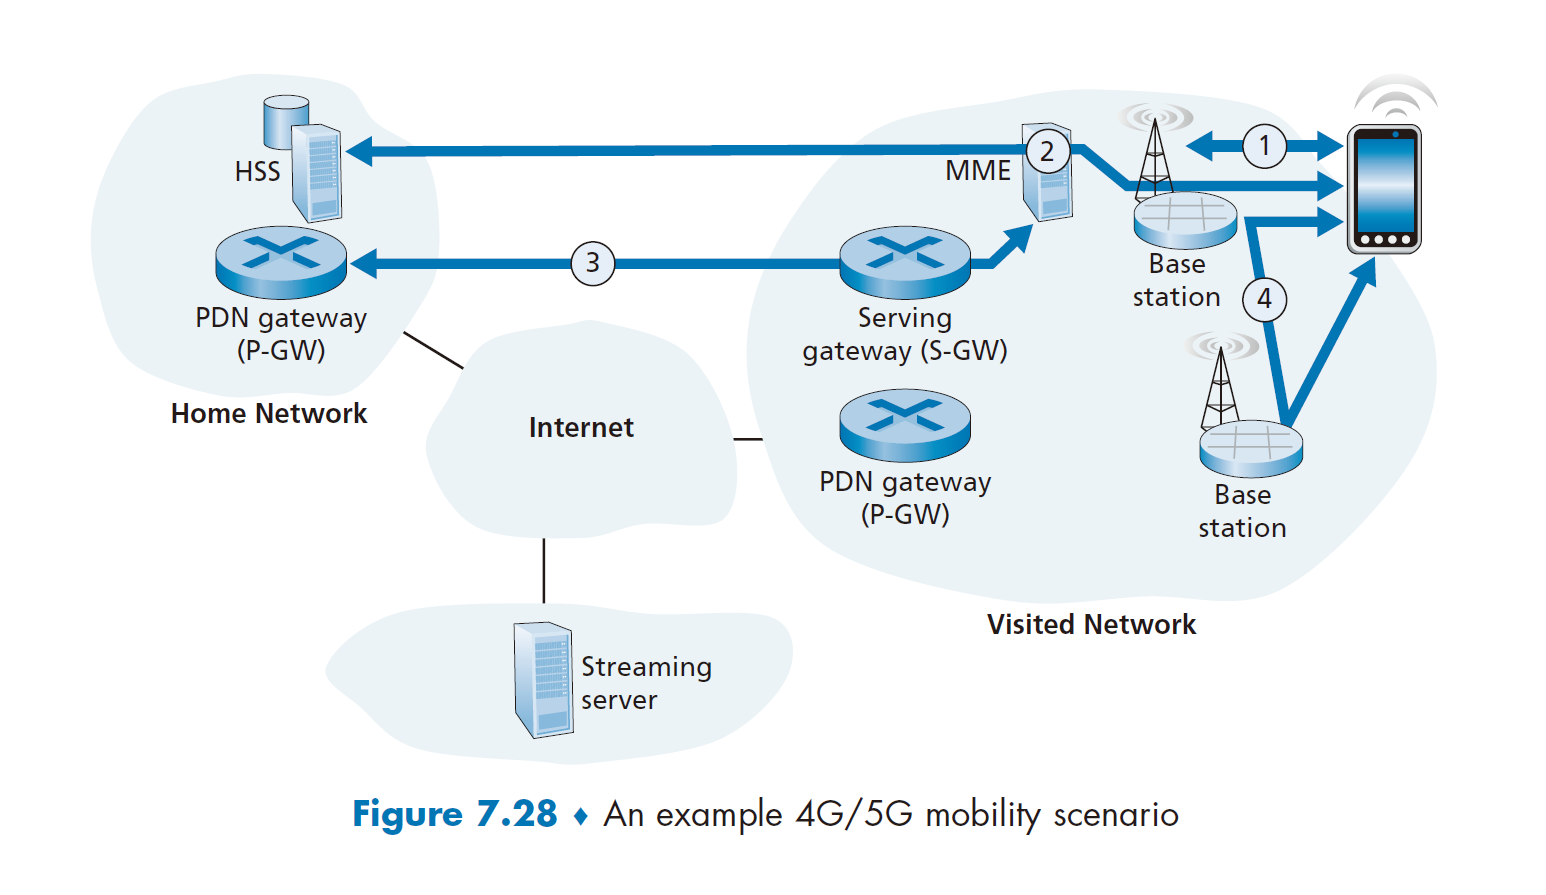 HSS
MME
2
1
3
PDN gateway
(P-GW)
Home Network
Serving
gateway (S-GW)
Base
station
4
Internet
PDN gateway
(P-GW)
Base
station
Visited Network
Streaming
server
Figure 7.28 ♦ An example 4G/5G mobility scenario